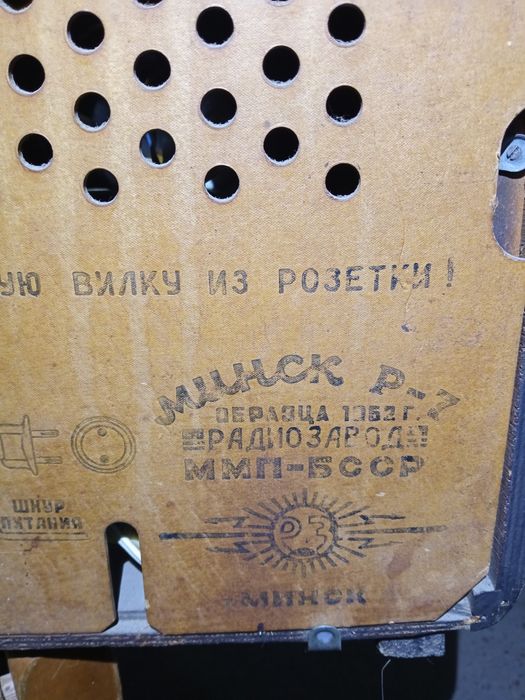 УЮ ВИЛКУ ИЗ РОЗЕТКИ!
МИНСК Р-7
ОБРАЗЦА 1952 Г.
РАДИОЗАВОД
ММП-БССР
ШНУР
ПИТАНИЯ
РЗ
МИНСК